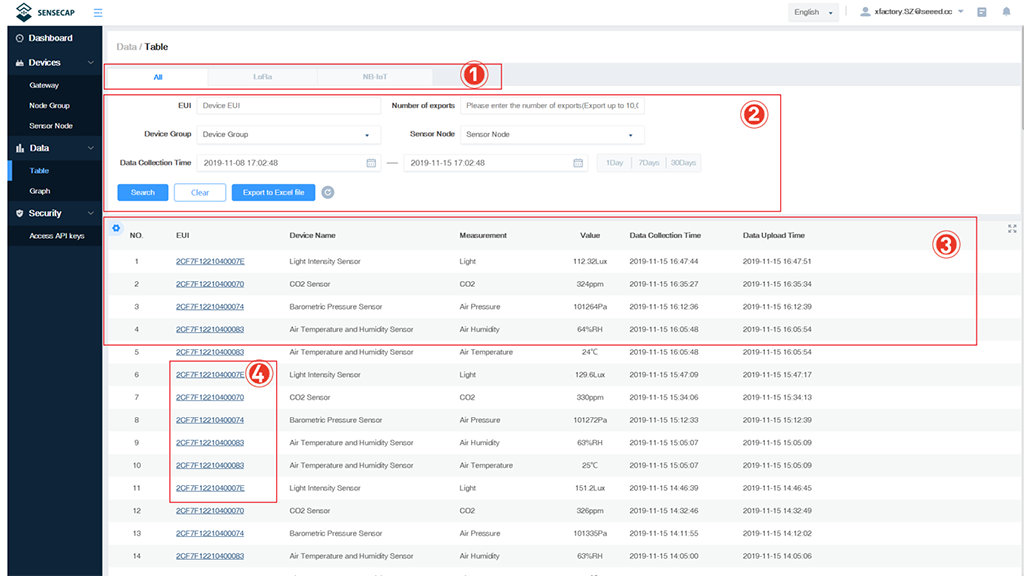 SENSECAP
English
xfactory.SZ@seeed.cc
Dashboard
Devices
Gateway
Node Group
Sensor Node
Data
Table
Graph
Security
Access API keys
Data / Table
All LoRa NB-IoT 1
EUI Device EUI Number of exports Please enter the number of exports(Export up to 10,0 2
Device Group Device Group Sensor Node Sensor Node
Data Collection Time 2019-11-08 17:02:48 — 2019-11-15 17:02:48 1Day 7Days 30Days
Search Clear Export to Excel file
NO. EUI Device Name Measurement Value Data Collection Time Data Upload Time 3
1 2CF7F1221040007E Light Intensity Sensor Light 112.32Lux 2019-11-15 16:47:44 2019-11-15 16:47:51
2 2CF7F12210400070 CO2 Sensor CO2 324ppm 2019-11-15 16:35:27 2019-11-15 16:35:34
3 2CF7F12210400074 Barometric Pressure Sensor Air Pressure 101264Pa 2019-11-15 16:12:36 2019-11-15 16:12:39
4 2CF7F12210400083 Air Temperature and Humidity Sensor Air Humidity 64%RH 2019-11-15 16:05:48 2019-11-15 16:05:54
5 2CF7F12210400083 Air Temperature and Humidity Sensor Air Temperature 24℃ 2019-11-15 16:05:48 2019-11-15 16:05:54
6 2CF7F1221040007E 4 Light Intensity Sensor Light 129.6Lux 2019-11-15 15:47:09 2019-11-15 15:47:17
7 2CF7F12210400070 CO2 Sensor CO2 330ppm 2019-11-15 15:34:06 2019-11-15 15:34:13
8 2CF7F12210400074 Barometric Pressure Sensor Air Pressure 101272Pa 2019-11-15 15:12:33 2019-11-15 15:12:39
9 2CF7F12210400083 Air Temperature and Humidity Sensor Air Humidity 63%RH 2019-11-15 15:05:07 2019-11-15 15:05:09
10 2CF7F12210400083 Air Temperature and Humidity Sensor Air Temperature 25℃ 2019-11-15 15:05:07 2019-11-15 15:05:09
11 2CF7F1221040007E Light Intensity Sensor Light 151.2Lux 2019-11-15 14:46:39 2019-11-15 14:46:45
12 2CF7F12210400070 CO2 Sensor CO2 326ppm 2019-11-15 14:32:46 2019-11-15 14:32:49
13 2CF7F12210400074 Barometric Pressure Sensor Air Pressure 101335Pa 2019-11-15 14:11:55 2019-11-15 14:12:02
14 2CF7F12210400083 Air Temperature and Humidity Sensor Air Humidity 63%RH 2019-11-15 14:05:00 2019-11-15 14:05:06